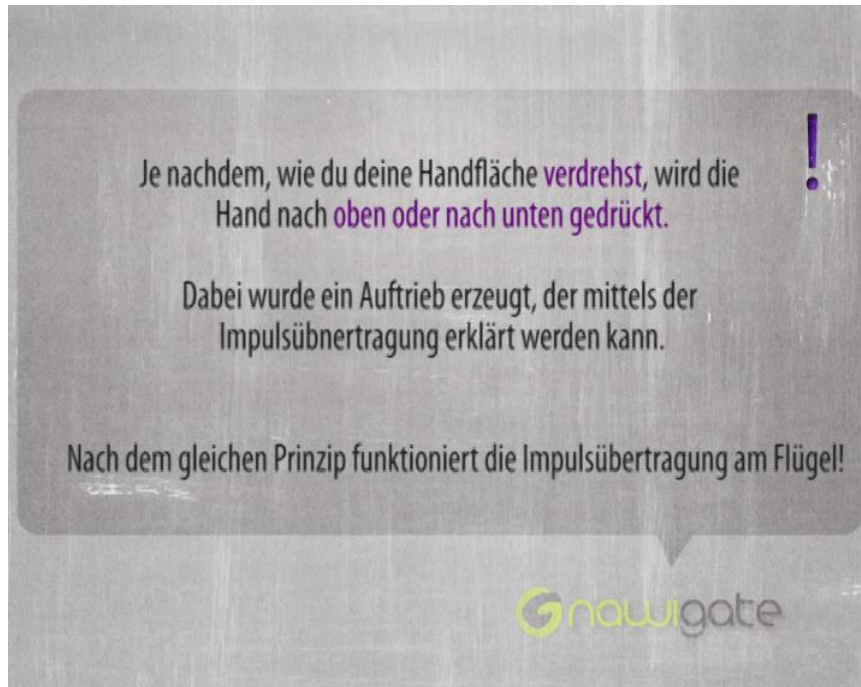 !
Je nachdem, wie du deine Handfläche verdrehst, wird die
Hand nach oben oder nach unten gedrückt.
Dabei wurde ein Auftrieb erzeugt, der mittels der
Impulsübnertragung erklärt werden kann.
Nach dem gleichen Prinzip funktioniert die Impulsübertragung am Flügel!
Gnawigate